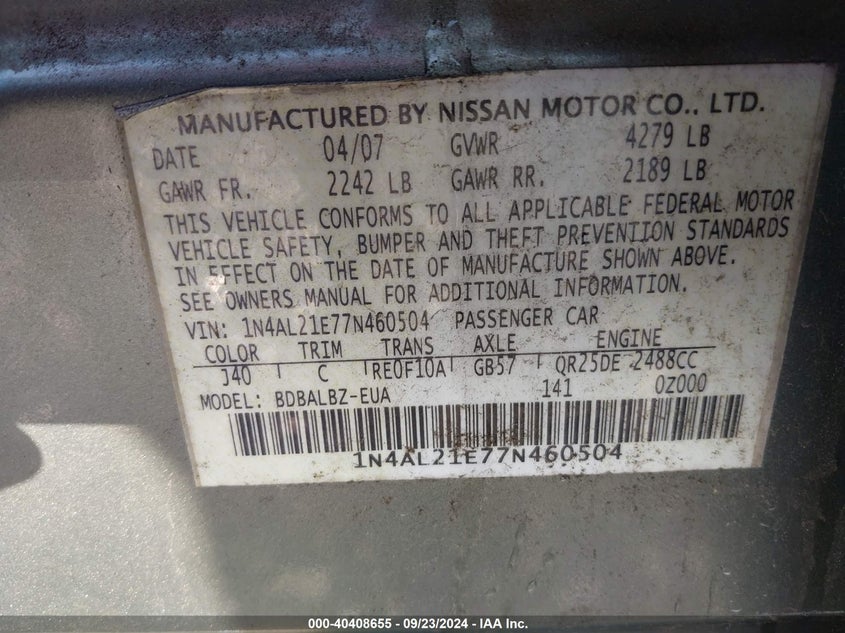 MANUFACTURED BY NISSAN MOTOR CO., LTD.
DATE 04/07 GVWR 4279 LB
GAWR FR. 2242 LB GAWR RR. 2189 LB
THIS VEHICLE CONFORMS TO ALL APPLICABLE FEDERAL MOTOR
VEHICLE SAFETY, BUMPER AND THEFT PREVENTION STANDARDS
IN EFFECT ON THE DATE OF MANUFACTURE SHOWN ABOVE.
SEE OWNERS MANUAL FOR ADDITIONAL INFORMATION.
VIN: 1N4AL21E77N460504 PASSENGER CAR
COLOR TRIM TRANS AXLE ENGINE
J40 C RE0F10A GB57 QR25DE 2488CC
MODEL: BDBALBZ-EUA 141 0Z000
1N4AL21E77N460504
000-40408655 - 09/23/2024 - IAA Inc.